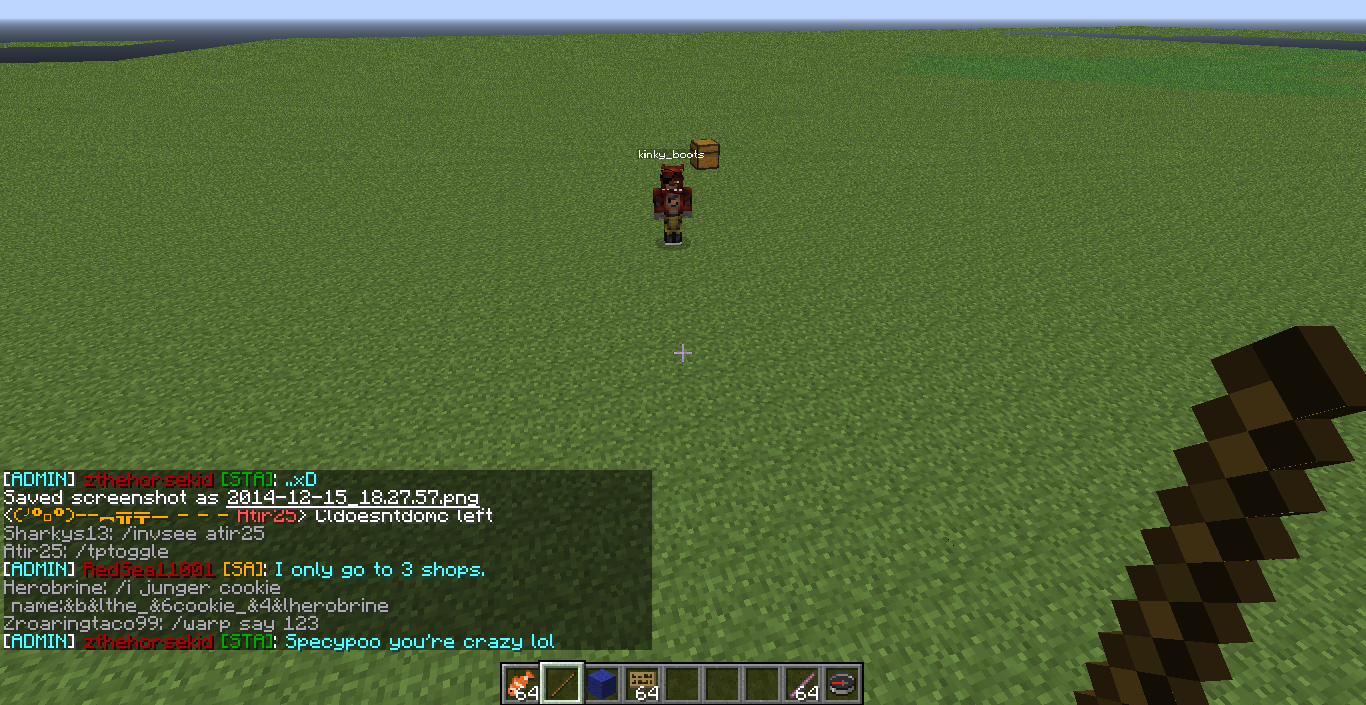 kinky_boots
[ADMIN] zthehorsekid [STA]: ..xD
Saved screenshot as 2014-12-15_18.27.57.png
Atir25> Cldoesntdomc left
Sharkys13: /invsee atir25
Atir25: /tptoggle
[ADMIN] RedSea11001 [SA]: I only go to 3 shops.
Herobrine: /i junger cookie
name:&b&lthe_&6cookie_&4&lherobrine
Zroaringtaco99: /warp say 123
[ADMIN] zthehorsekid [STA]: Specypoo you're crazy lol
64 64 64